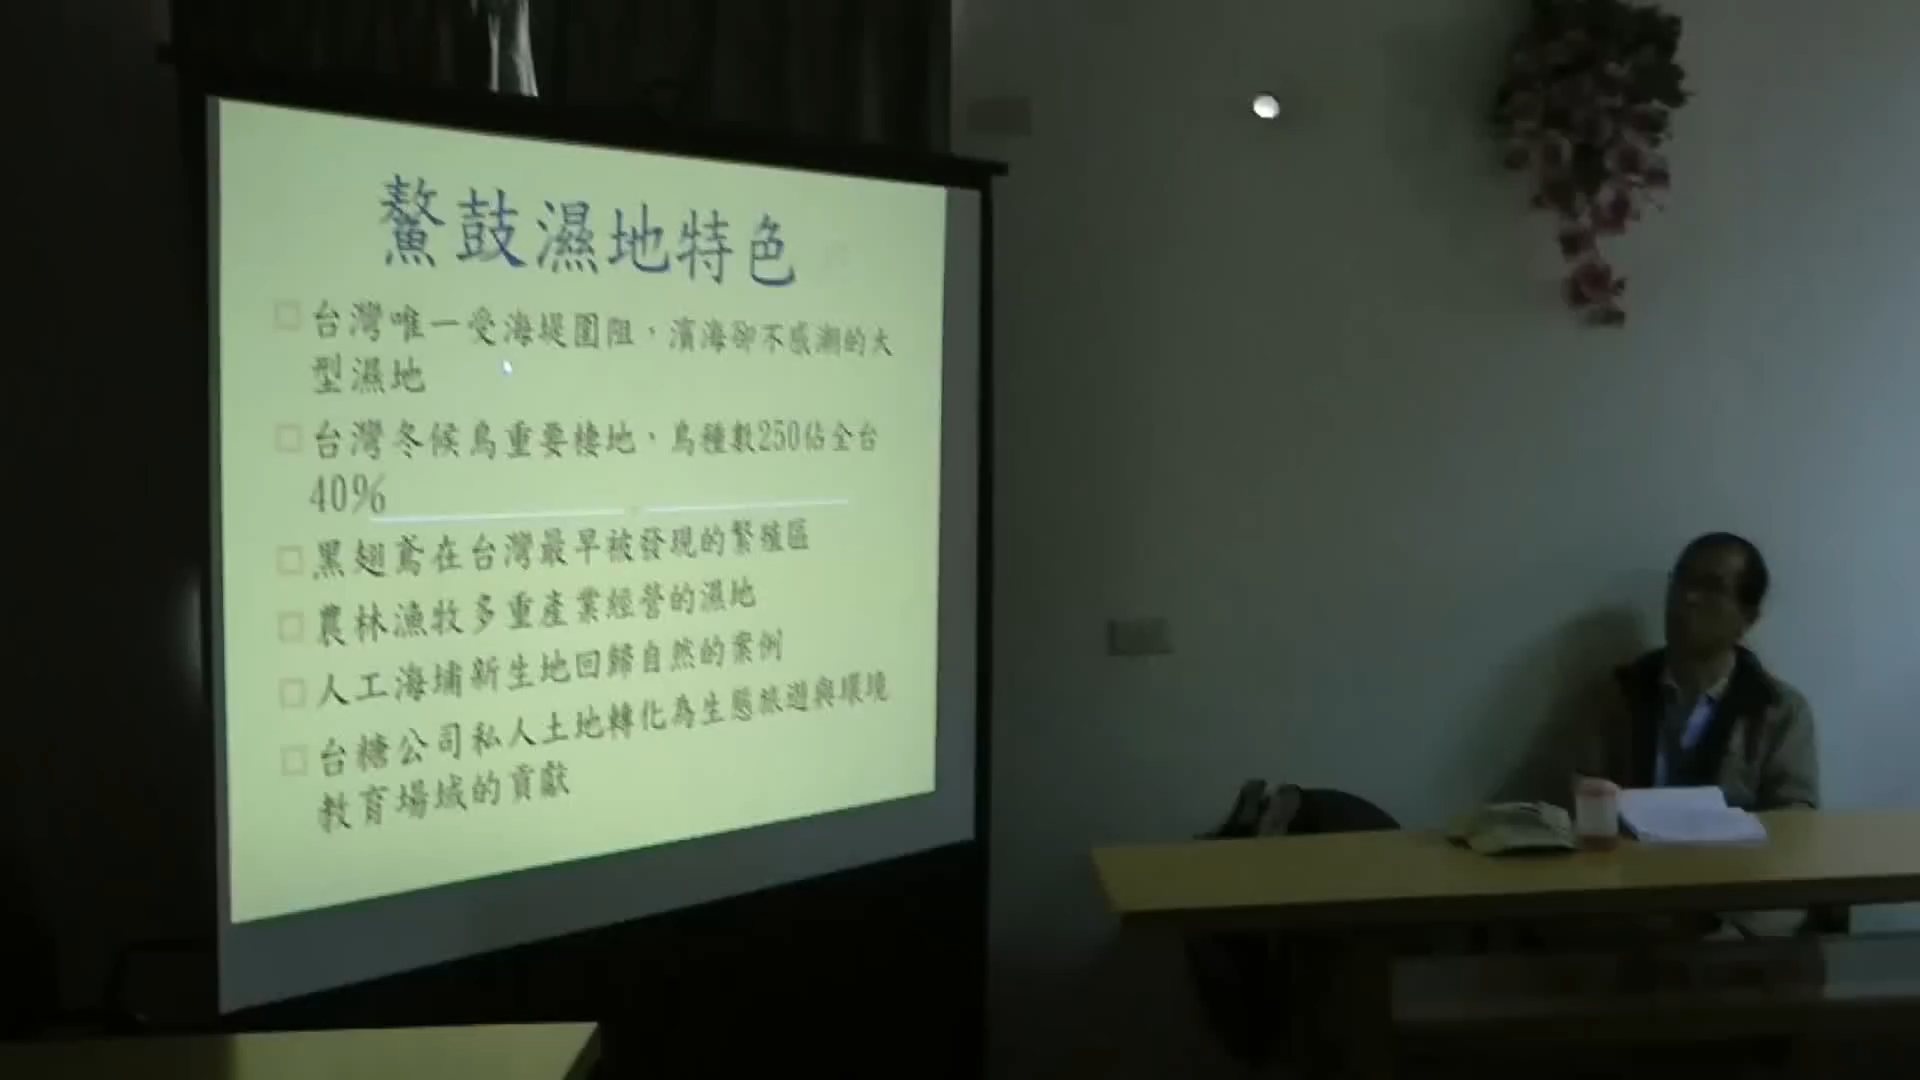 鰲鼓濕地特色
台灣唯一受海堤圍阻，濱海卻不感潮的大
型濕地
台灣冬候鳥重要棲地，鳥種數250佔全台
40%
黑翅鳶在台灣最早被發現的繁殖區
農林漁牧多重產業經營的濕地
人工海埔新生地回歸自然的案例
台糖公司私人土地轉化為生態旅遊與環境
教育場域的貢獻